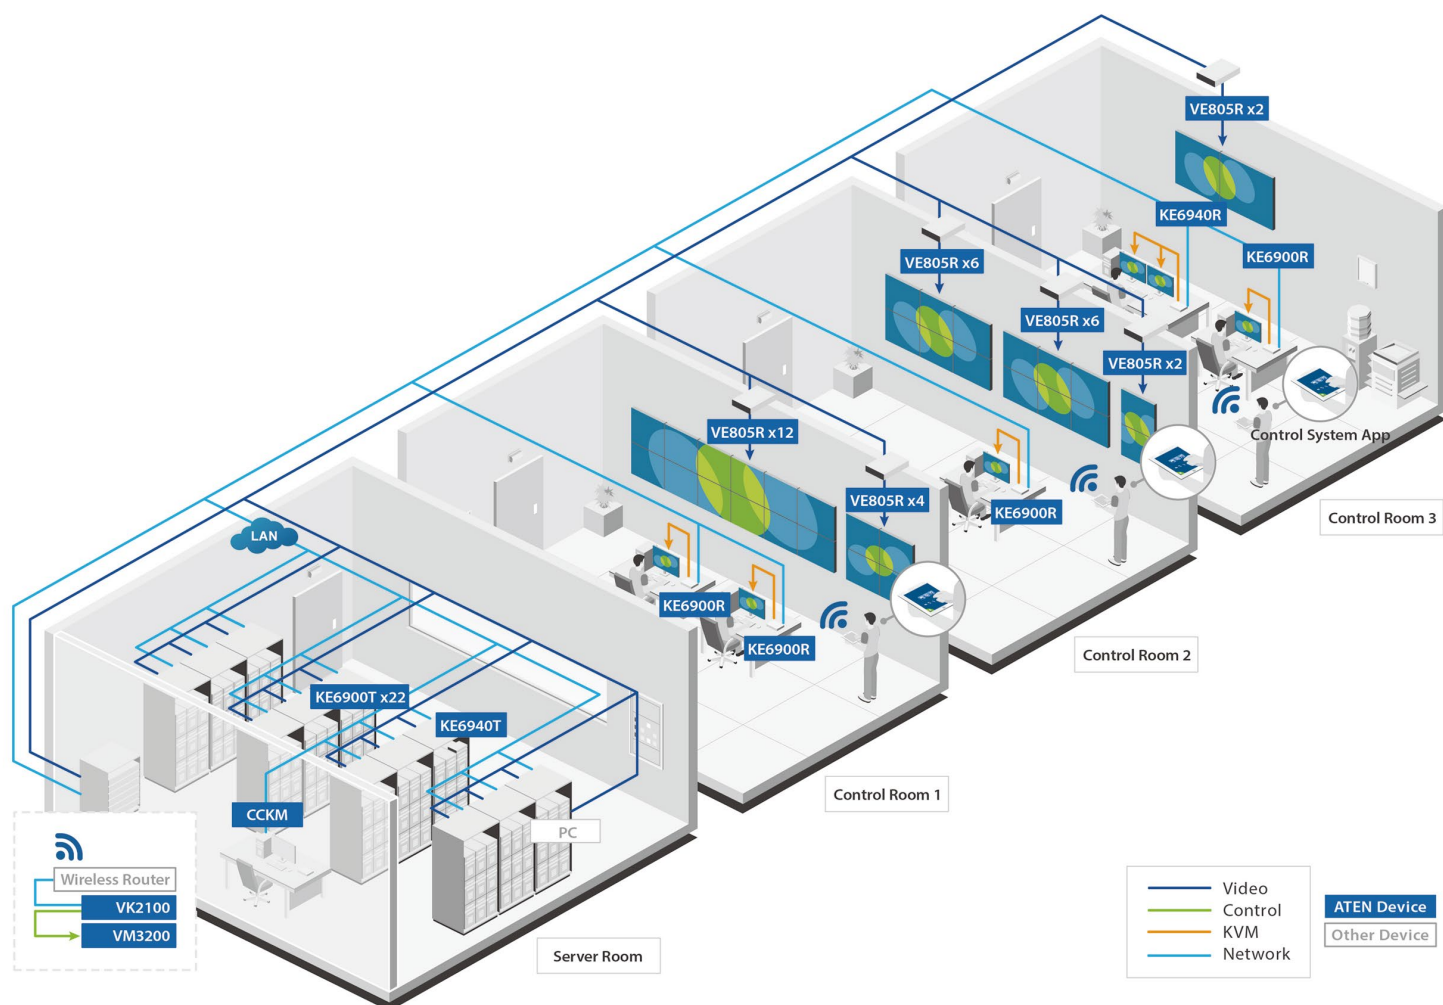 VE805R x2
KE6940R
KE6900R
VE805R x6
VE805R x6
VE805R x2
Control System App
Control Room 3
VE805R x12
VE805R x4
KE6900R
Control Room 2
KE6900R
KE6900R
Control Room 1
LAN
KE6900T x22
KE6940T
CCKM
PC
Server Room
Wireless Router
VK2100
VM3200
Video
Control
KVM
Network
ATEN Device
Other Device